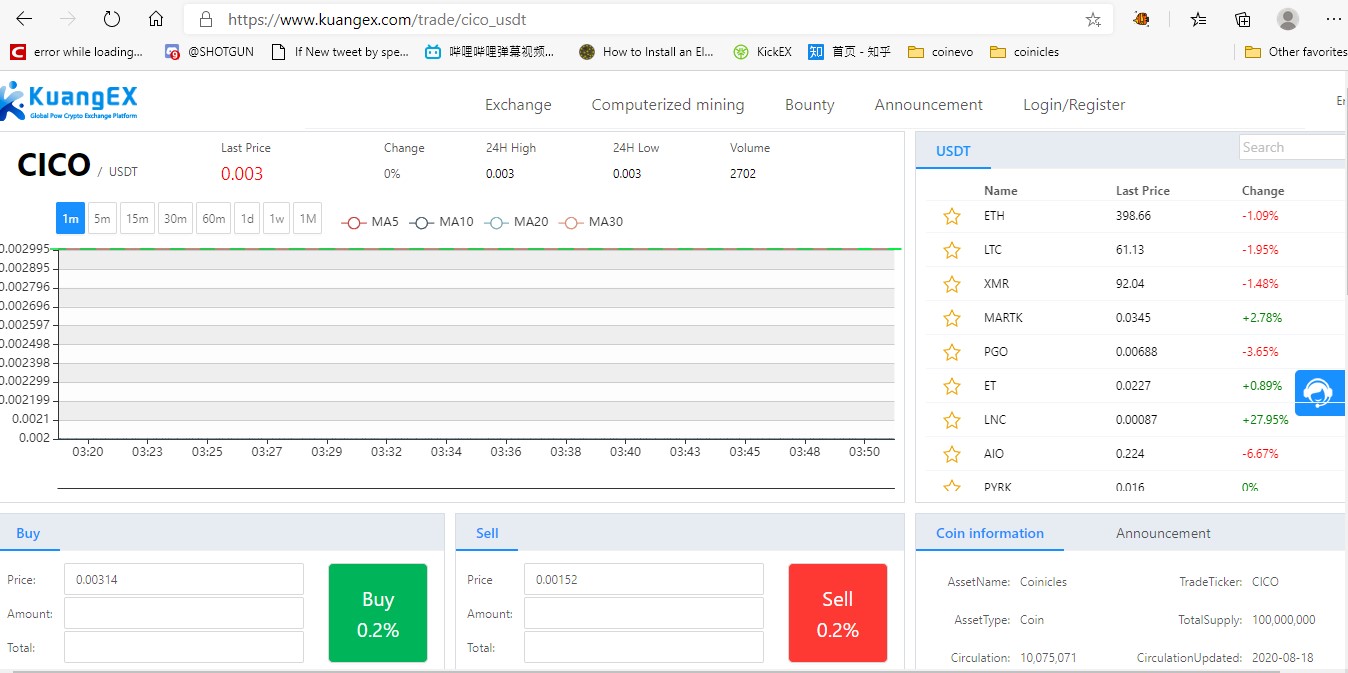 https://www.kuangex.com/trade/cico_usdt
error while loading... @SHOTGUN If New tweet by spe... 哔哩哔哩弹幕视频... How to Install an El... KickEX 知 首页 - 知乎 coinevo coinicles Other favorites
KuangEX
Global Pow Crypto Exchange Platform
Exchange Computerized mining Bounty Announcement Login/Register
CICO / USDT
Last Price Change 24H High 24H Low Volume
0.003 0% 0.003 0.003 2702
1m 5m 15m 30m 60m 1d 1w 1M MA5 MA10 MA20 MA30
0.002995
0.002895
0.002796
0.002696
0.002597
0.002498
0.002398
0.002299
0.002199
0.0021
0.002
03:20 03:23 03:25 03:27 03:29 03:32 03:34 03:36 03:38 03:40 03:43 03:45 03:48 03:50
USDT Search
Name Last Price Change
ETH 398.66 -1.09%
LTC 61.13 -1.95%
XMR 92.04 -1.48%
MARTK 0.0345 +2.78%
PGO 0.00688 -3.65%
ET 0.0227 +0.89%
LNC 0.00087 +27.95%
AIO 0.224 -6.67%
PYRK 0.016 0%
Buy
Price: 0.00314
Amount:
Total:
Buy
0.2%
Sell
Price 0.00152
Amount:
Total:
Sell
0.2%
Coin information Announcement
AssetName: Coinicles TradeTicker: CICO
AssetType: Coin TotalSupply: 100,000,000
Circulation: 10,075,071 CirculationUpdated: 2020-08-18